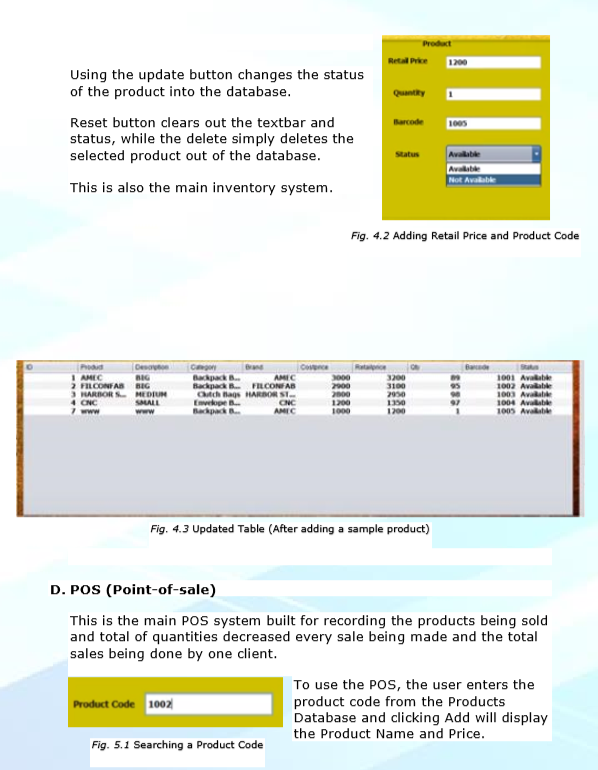 Product
Using the update button changes the status
of the product into the database.
Reset button clears out the textbar and
status, while the delete simply deletes the
selected product out of the database.
This is also the main inventory system.
Retail Price 1200
Quantity 1
Barcode 1005
Status Available
Available
Not Available
Fig. 4.2 Adding Retail Price and Product Code
ID Product Description Category Brand Costprice Retailprice Qty Barcode Status
1 AMEC BIG Backpack B... AMEC 3000 3200 89 1001 Available
2 FILCONFAB BIG Backpack B... FILCONFAB 2900 3100 95 1002 Available
3 HARBOR S... MEDIUM Clutch Bags HARBOR ST... 2800 2950 98 1003 Available
4 CNC SMALL Envelope B... CNC 1200 1350 97 1004 Available
7 www www Backpack B... AMEC 1000 1200 1 1005 Available
Fig. 4.3 Updated Table (After adding a sample product)
D. POS (Point-of-sale)
This is the main POS system built for recording the products being sold
and total of quantities decreased every sale being made and the total
sales being done by one client.
Product Code 1002
Fig. 5.1 Searching a Product Code
To use the POS, the user enters the
product code from the Products
Database and clicking Add will display
the Product Name and Price.